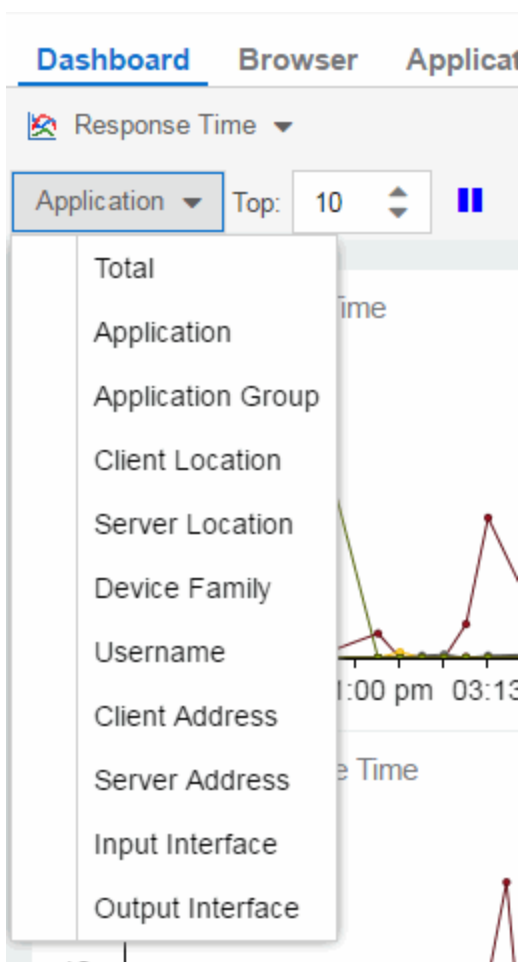 Dashboard Browser
Response Time
Application Top: 10
Total
Application
Application Group
Client Location
Server Location
Device Family
Username
Client Address
Server Address
Input Interface
Output Interface
Time
1:00 pm 03:13
Time